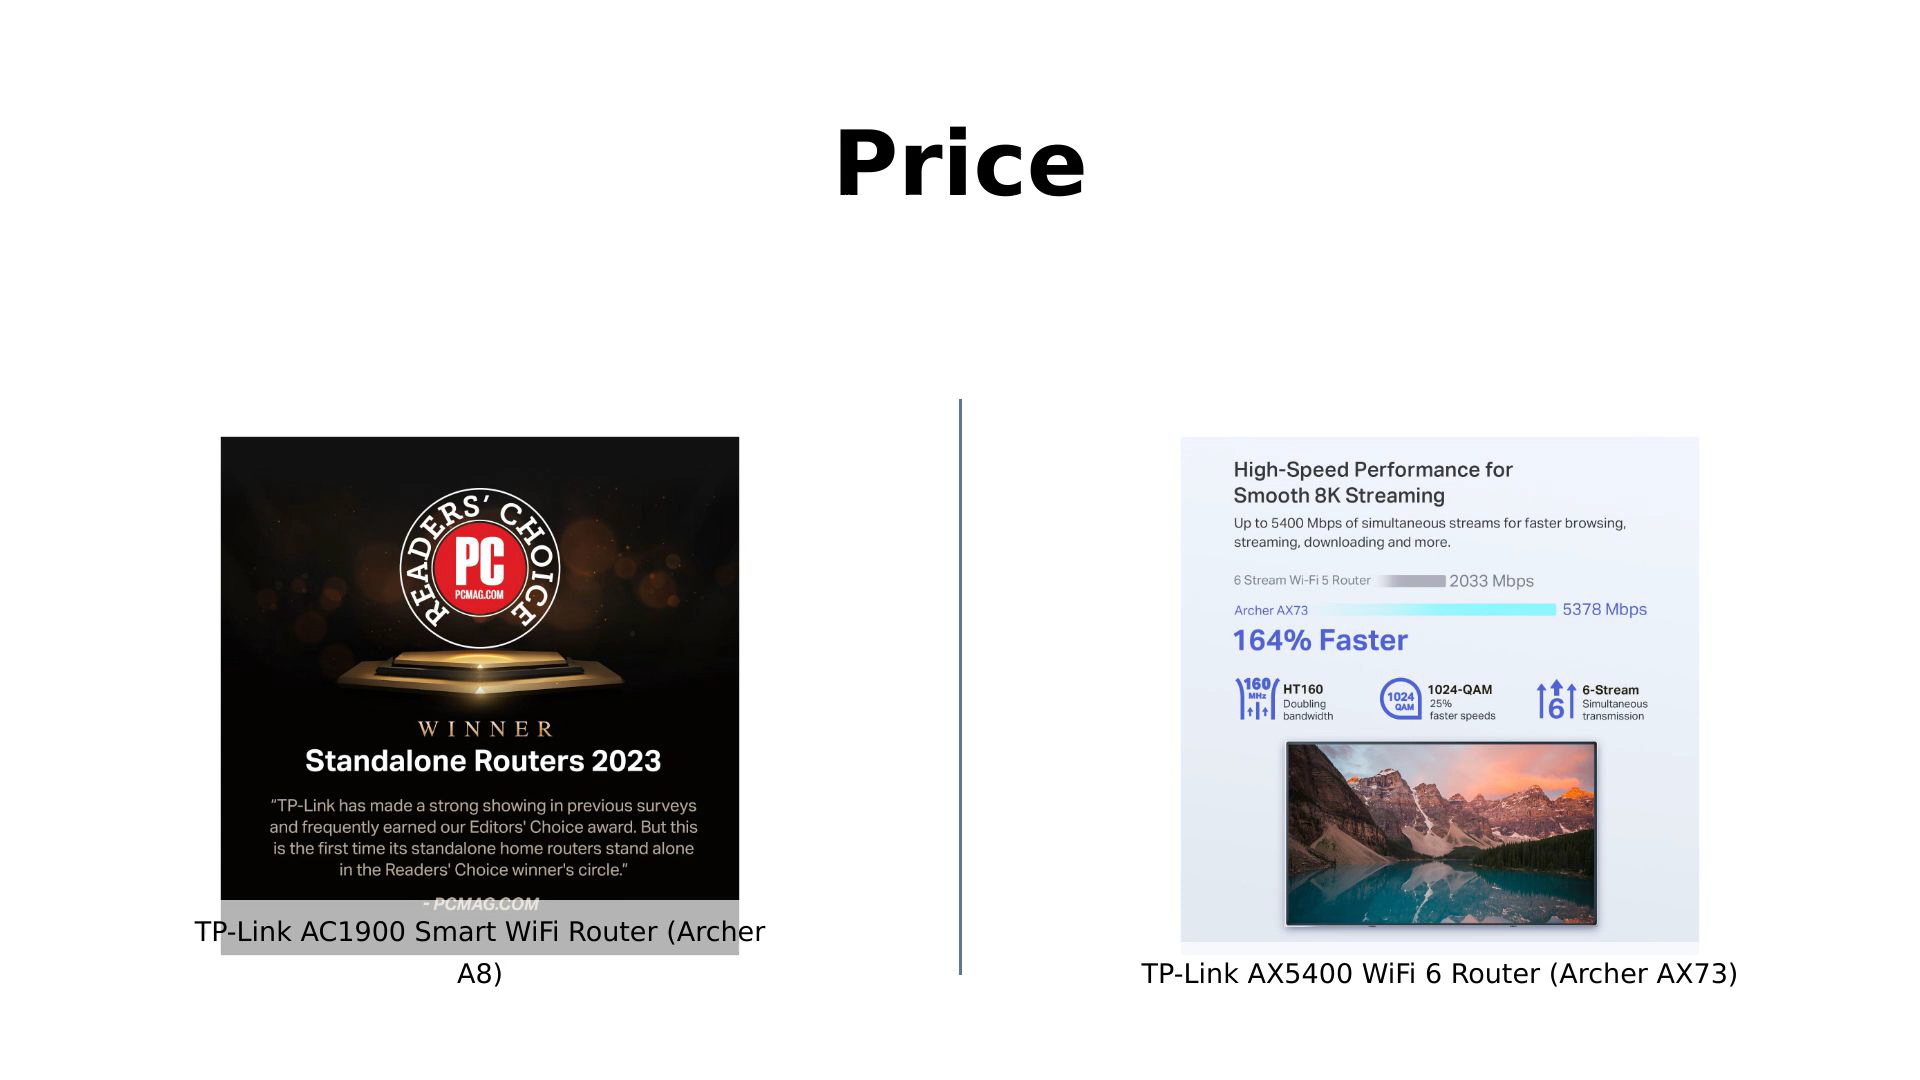 Price
READERS' CHOICE
PC
PCMAG.COM
WINNER
Standalone Routers 2023
“TP-Link has made a strong showing in previous surveys
and frequently earned our Editors' Choice award. But this
is the first time its standalone home routers stand alone
in the Readers' Choice winner's circle.”
- PCMAG.COM
TP-Link AC1900 Smart WiFi Router (Archer
A8)
High-Speed Performance for
Smooth 8K Streaming
Up to 5400 Mbps of simultaneous streams for faster browsing,
streaming, downloading and more.
6 Stream Wi-Fi 5 Router 2033 Mbps
Archer AX73 5378 Mbps
164% Faster
160
MHz
HT160
Doubling
bandwidth
1024
QAM
1024-QAM
25%
faster speeds
6
6-Stream
Simultaneous
transmission
TP-Link AX5400 WiFi 6 Router (Archer AX73)